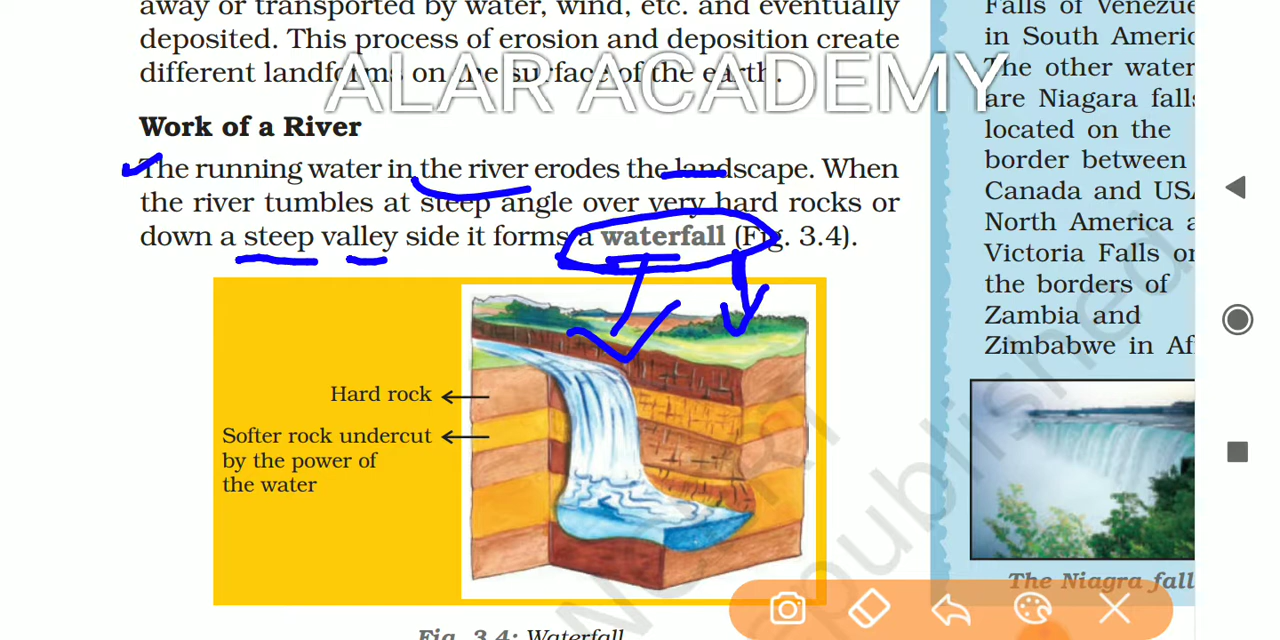 away or transported by water, wind, etc. and eventually
deposited. This process of erosion and deposition create
different landforms on the surface of the earth.
ALAR ACADEMY
Work of a River
The running water in the river erodes the landscape. When
the river tumbles at steep angle over very hard rocks or
down a steep valley side it forms a waterfall (Fig. 3.4).
Hard rock
Softer rock undercut
by the power of
the water
Fig. 3.4: Waterfall
Falls of Venezue
in South Americ
The other water
are Niagara falls
located on the
border between
Canada and USA
North America a
Victoria Falls on
the borders of
Zambia and
Zimbabwe in Af
The Niagra fall
republished